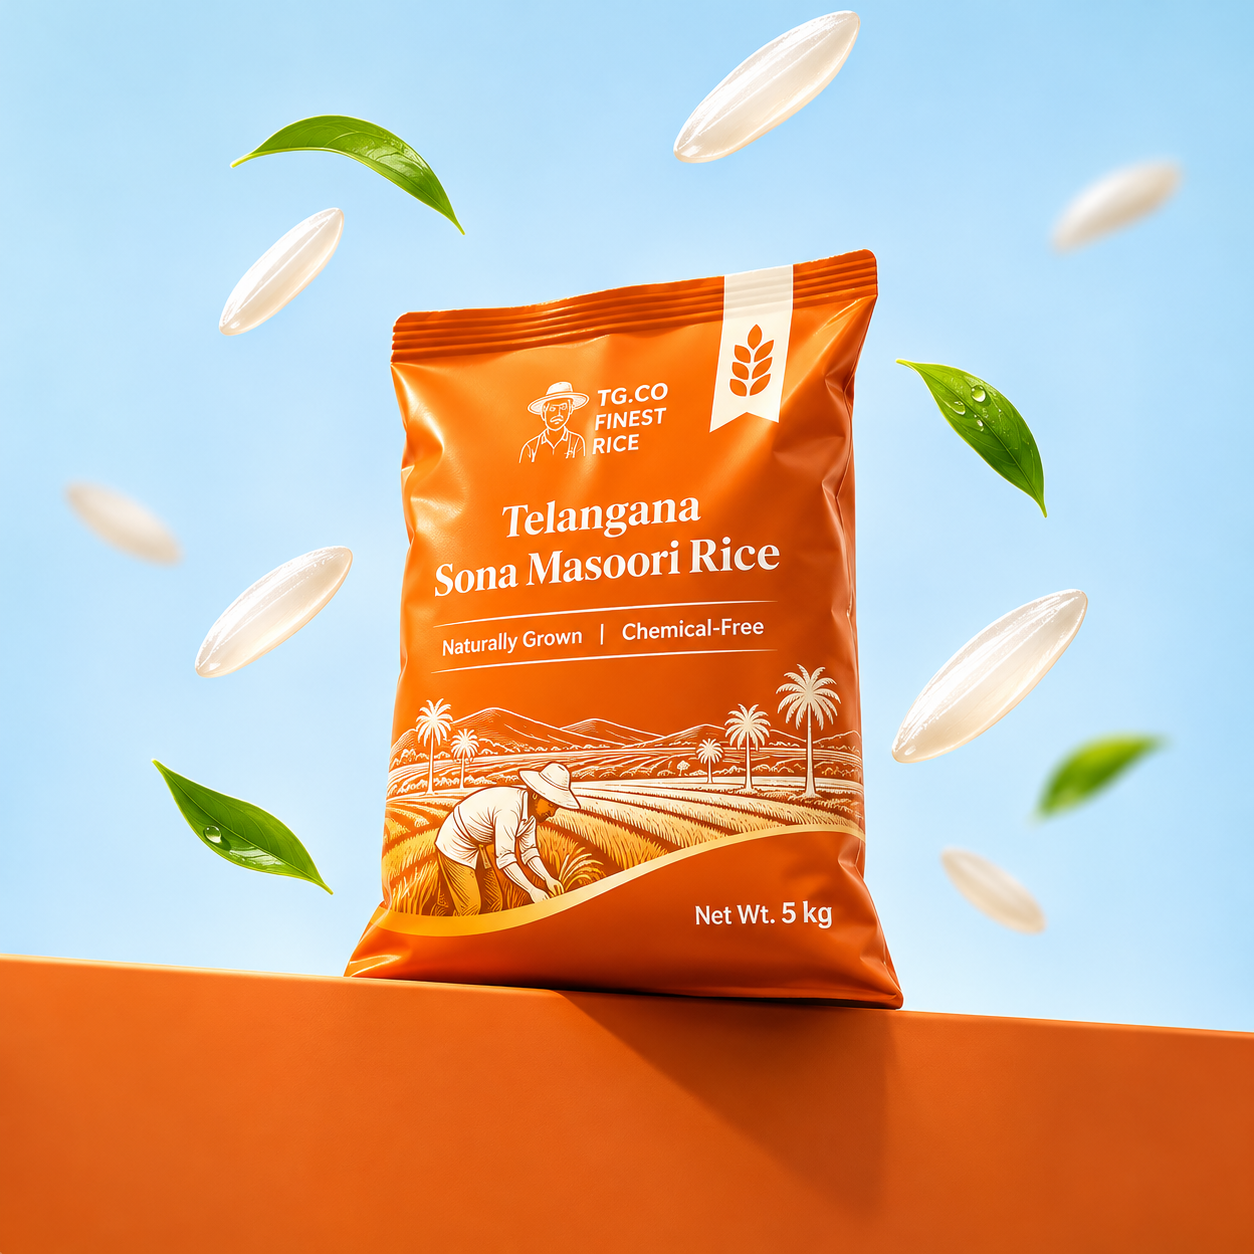 TG.CO
FINEST
RICE
Telangana
Sona Masoori Rice
Naturally Grown | Chemical-Free
Net Wt. 5 kg